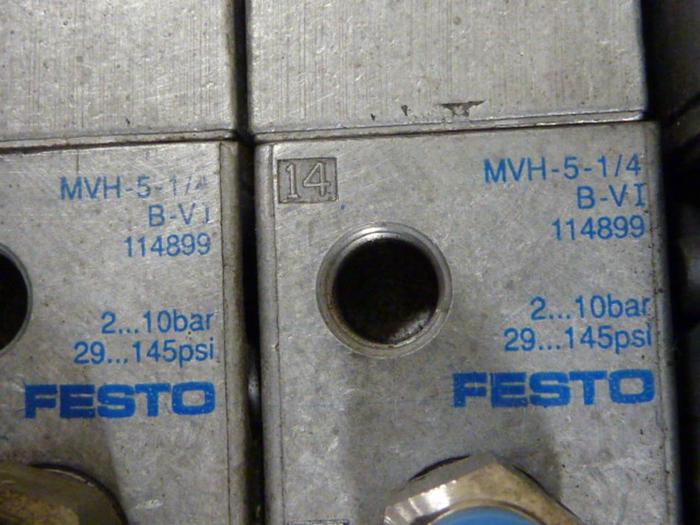 MVH-5-1/4
B-VI
114899
2...10bar
29...145psi
FESTO
14
MVH-5-1/4
B-VI
114899
2...10bar
29...145psi
FESTO